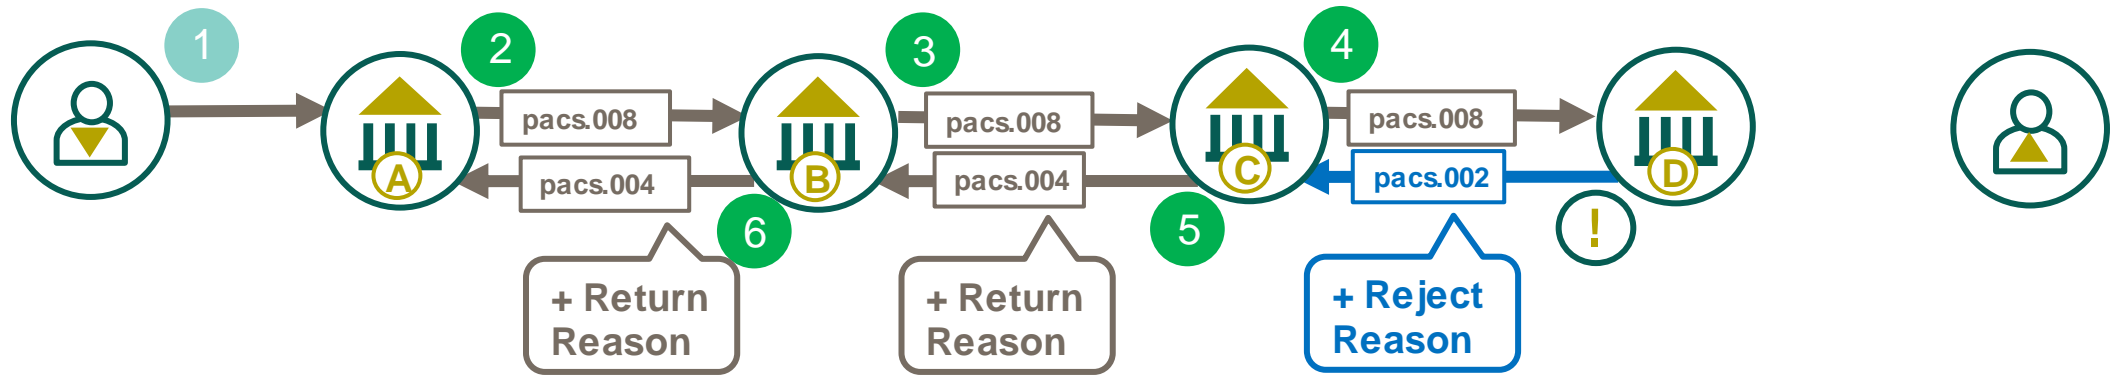 1
2
3
4
pacs.008
pacs.008
pacs.008
A
B
C
D
pacs.004
pacs.004
pacs.002
6
5
!
+ Return
Reason
+ Return
Reason
+ Reject
Reason